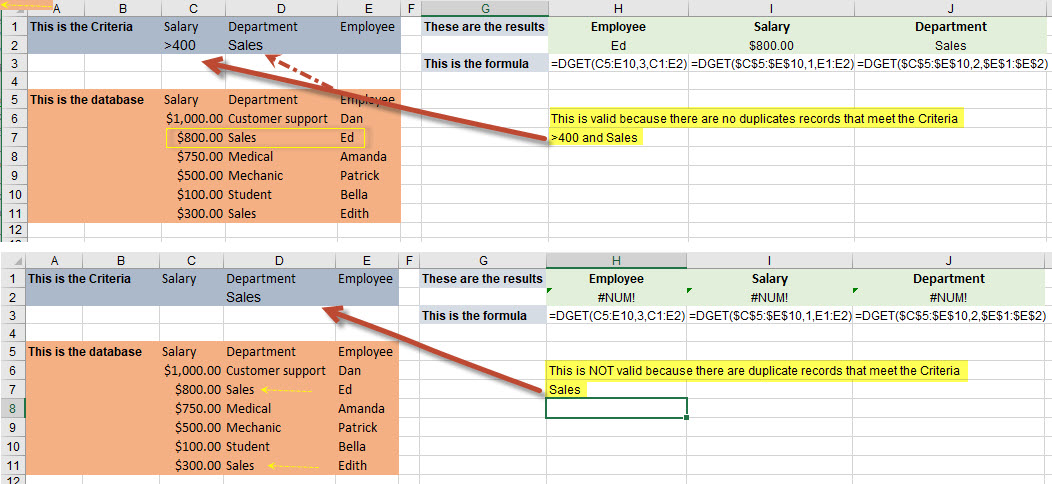 A B C D E F G H I J
1 This is the Criteria Salary Department Employee These are the results Employee Salary Department
2 >400 Sales Ed $800.00 Sales
3 This is the formula =DGET(C5:E10,3,C1:E2) =DGET($C$5:$E$10,1,E1:E2) =DGET($C$5:$E$10,2,$E$1:$E$2)
4
5 This is the database Salary Department Employee
6 $1,000.00 Customer support Dan This is valid because there are no duplicates records that meet the Criteria
7 $800.00 Sales Ed >400 and Sales
8 $750.00 Medical Amanda
9 $500.00 Mechanic Patrick
10 $100.00 Student Bella
11 $300.00 Sales Edith
12
A B C D E F G H I J
1 This is the Criteria Salary Department Employee These are the results Employee Salary Department
2 Sales #NUM! #NUM! #NUM!
3 This is the formula =DGET(C5:E10,3,C1:E2) =DGET($C$5:$E$10,1,E1:E2) =DGET($C$5:$E$10,2,$E$1:$E$2)
4
5 This is the database Salary Department Employee
6 $1,000.00 Customer support Dan This is NOT valid because there are duplicate records that meet the Criteria
7 $800.00 Sales Ed Sales
8 $750.00 Medical Amanda
9 $500.00 Mechanic Patrick
10 $100.00 Student Bella
11 $300.00 Sales Edith
12